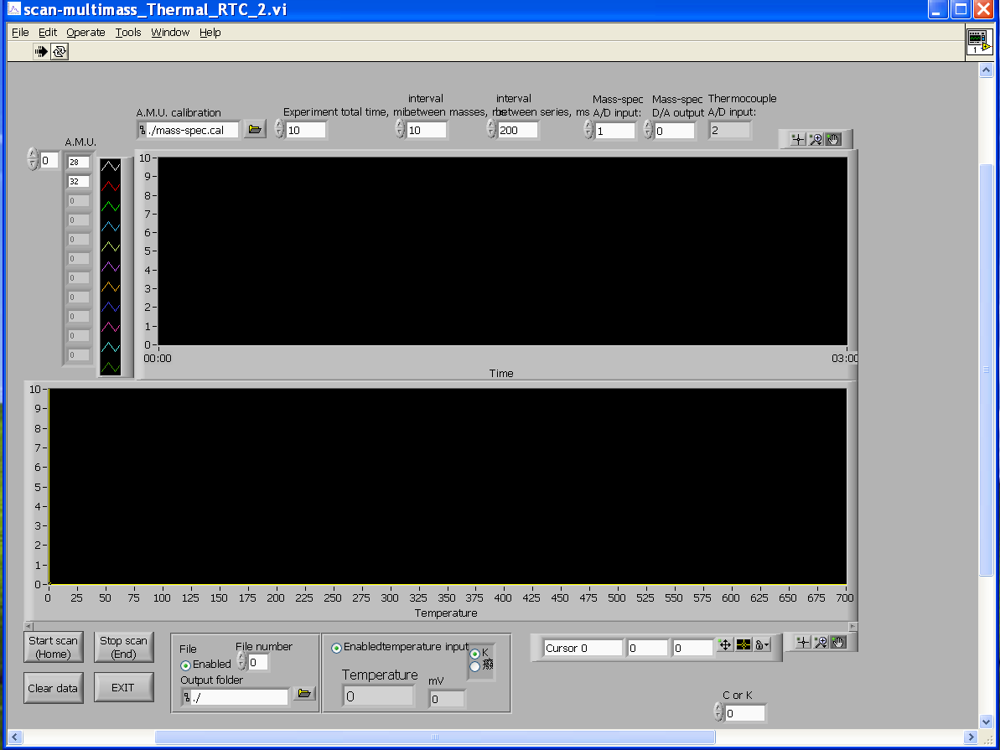 scan-multimass_Thermal_RTC_2.vi
File Edit Operate Tools Window Help
1
interval interval Mass-spec Mass-spec Thermocouple
A.M.U. calibration Experiment total time, between masses, between series, ms A/D input: D/A output A/D input:
./mass-spec.cal 10 10 200 1 0 2
A.M.U.
0 28
32
0
0
0
0
0
0
0
0
0
10
9
8
7
6
5
4
3
2
1
0
00:00 03:00
Time
10
9
8
7
6
5
4
3
2
1
0
0 25 50 75 100 125 150 175 200 225 250 275 300 325 350 375 400 425 450 475 500 525 550 575 600 625 650 675 700
Temperature
Start scan
(Home)
Stop scan
(End)
Clear data
EXIT
File File number
Enabled 0
Output folder
./
Enabledtemperature input
K
Temperature mV
0 0
Cursor 0 0 0
C or K
0